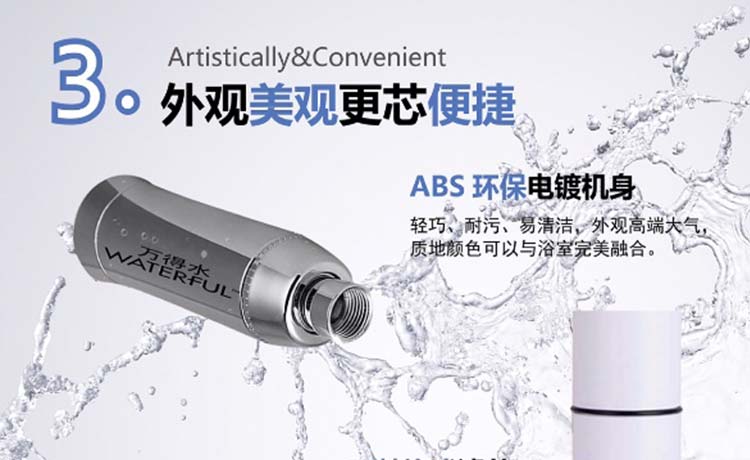 3.
Artistically&Convenient
外观美观更芯便捷
ABS 环保电镀机身
轻巧、耐污、易清洁，外观高端大气，
质地颜色可以与浴室完美融合。
万得水
WATERFUL™